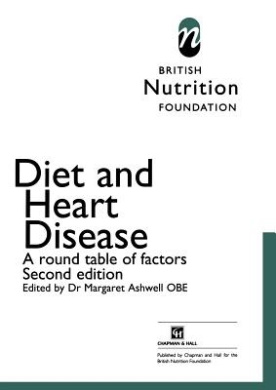 n
BRITISH
Nutrition
FOUNDATION
Diet and
Heart
Disease
A round table of factors
Second edition
Edited by Dr Margaret Ashwell OBE
CHAPMAN & HALL
Published by Chapman and Hall for the
British Nutrition Foundation